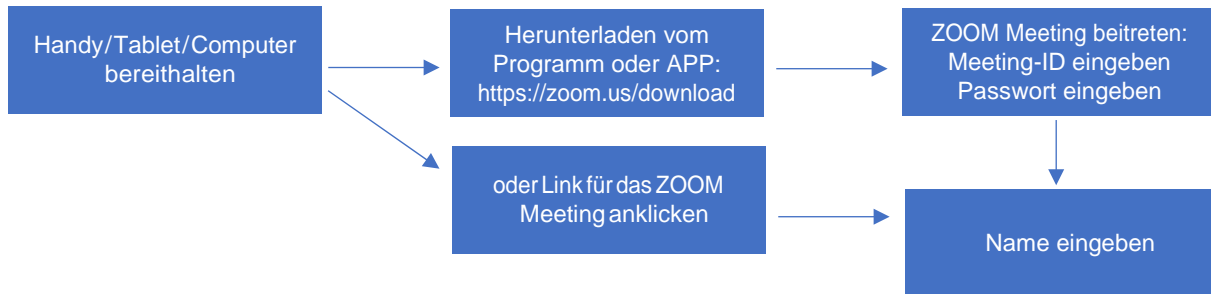 Handy/Tablet/Computer
bereithalten
Herunterladen vom
Programm oder APP:
https://zoom.us/download
ZOOM Meeting beitreten:
Meeting-ID eingeben
Passwort eingeben
oder Link für das ZOOM
Meeting anklicken
Name eingeben